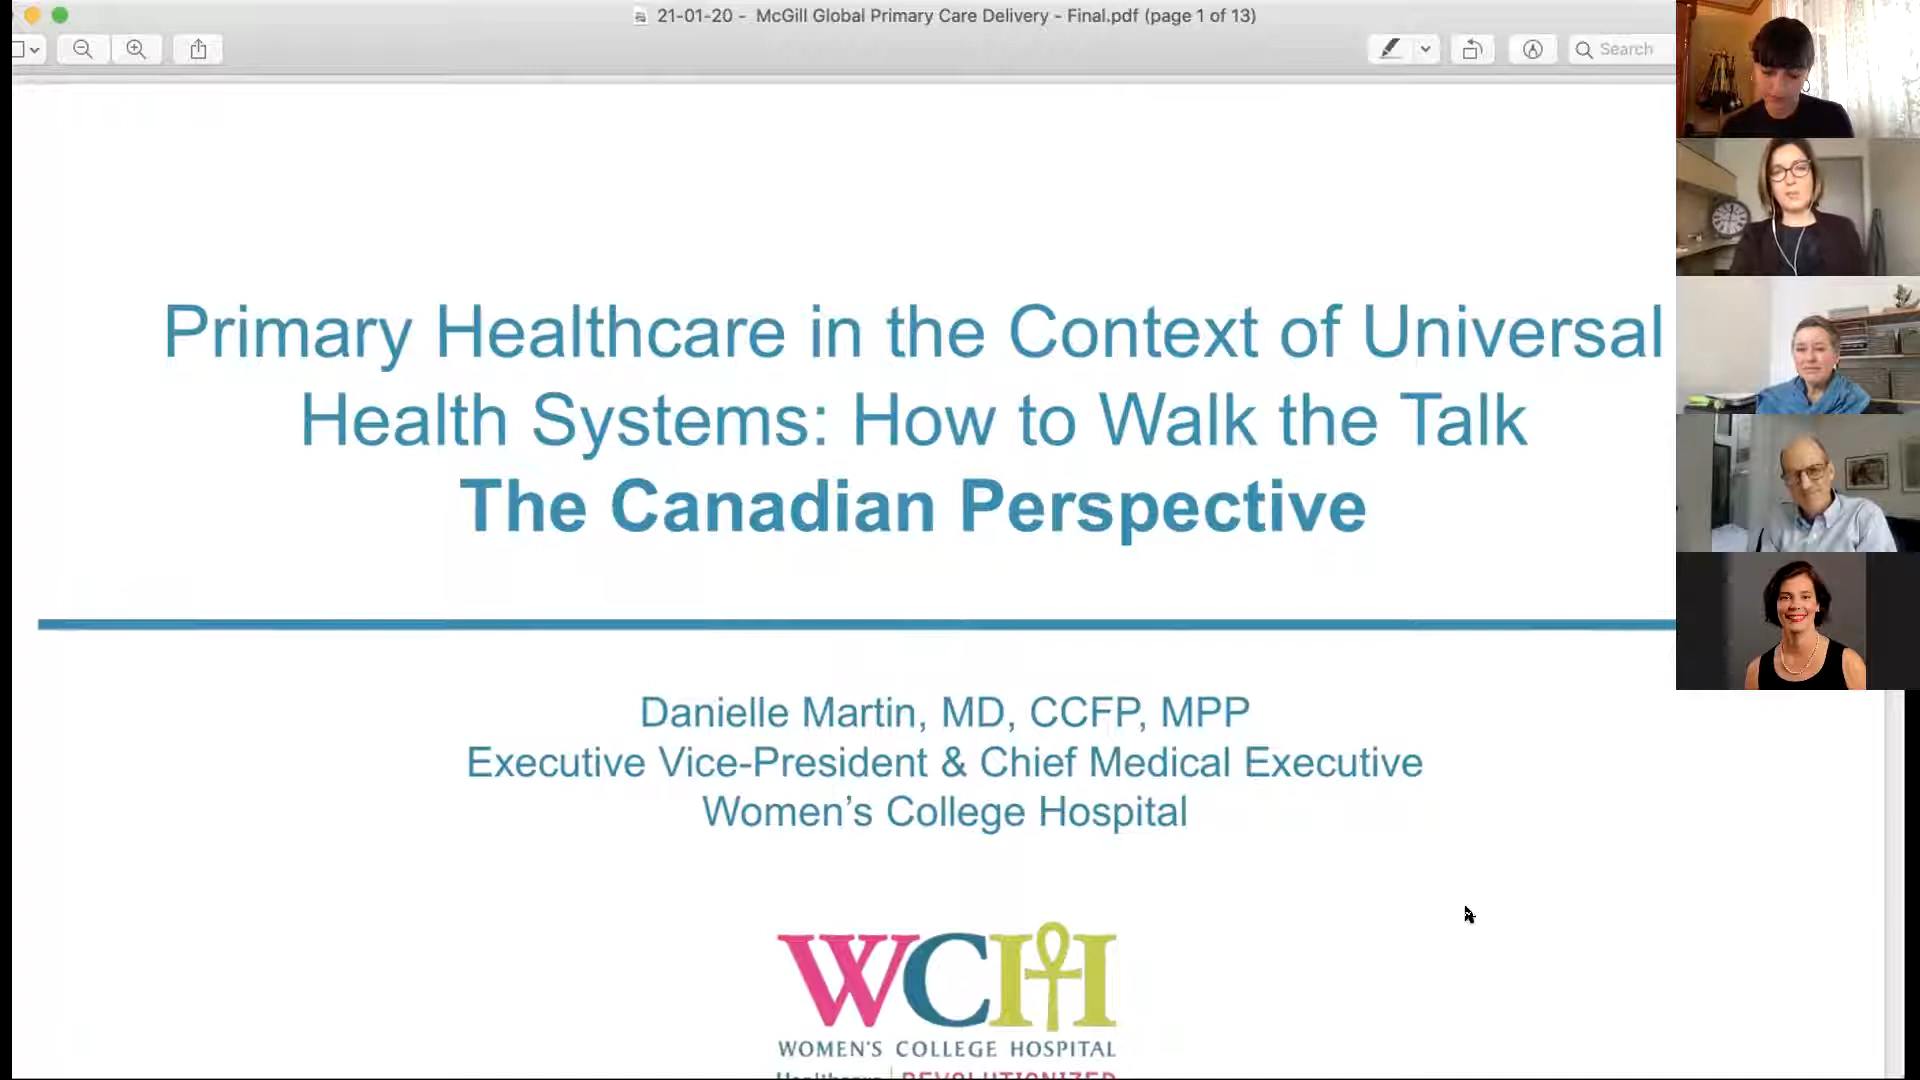 21-01-20 - McGill Global Primary Care Delivery - Final.pdf (page 1 of 13)
Search
Primary Healthcare in the Context of Universal
Health Systems: How to Walk the Talk
The Canadian Perspective
Danielle Martin, MD, CCFP, MPP
Executive Vice-President & Chief Medical Executive
Women's College Hospital
WCH
WOMEN'S COLLEGE HOSPITAL
Healthcare | REVOLUTIONIZED